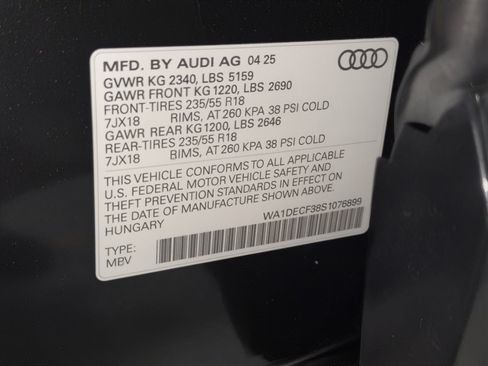 MFD. BY AUDI AG 04 25
GVWR KG 2340, LBS 5159
GAWR FRONT KG 1220, LBS 2690
FRONT-TIRES 235/55 R18
7JX18 RIMS, AT 260 KPA 38 PSI COLD
GAWR REAR KG 1200, LBS 2646
REAR-TIRES 235/55 R18
7JX18 RIMS, AT 260 KPA 38 PSI COLD
THIS VEHICLE CONFORMS TO ALL APPLICABLE
U.S. FEDERAL MOTOR VEHICLE SAFETY AND
THEFT PREVENTION STANDARDS IN EFFECT ON
THE DATE OF MANUFACTURE SHOWN ABOVE.
HUNGARY
WA1DECF38S1076899
TYPE:
MBV